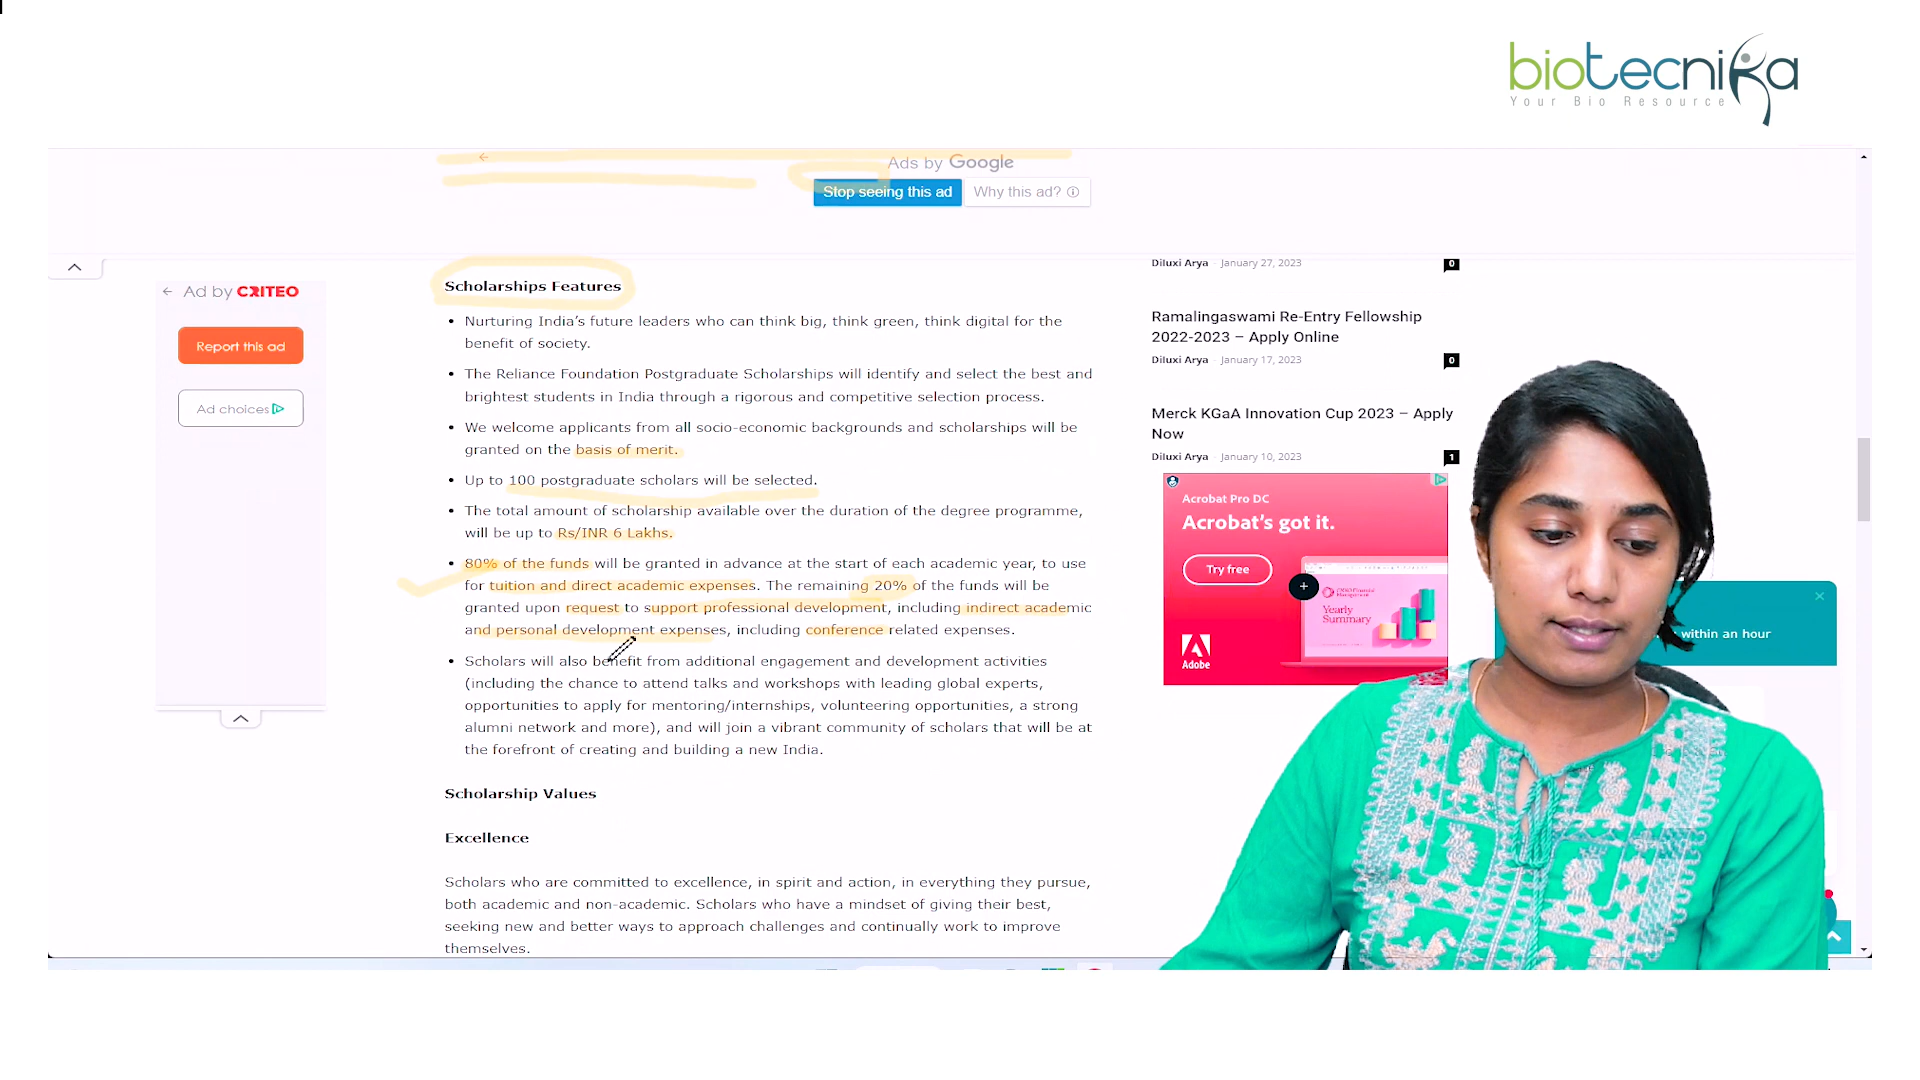 biotecnika
Your Bio Resource
Ads by Google
Stop seeing this ad
Why this ad?
Ad by CRITEO
Report this ad
Ad choices
Scholarships Features
• Nurturing India's future leaders who can think big, think green, think digital for the
benefit of society.
• The Reliance Foundation Postgraduate Scholarships will identify and select the best and
brightest students in India through a rigorous and competitive selection process.
• We welcome applicants from all socio-economic backgrounds and scholarships will be
granted on the basis of merit.
• Up to 100 postgraduate scholars will be selected.
• The total amount of scholarship available over the duration of the degree programme,
will be up to Rs/INR 6 Lakhs.
• 80% of the funds will be granted in advance at the start of each academic year, to use
for tuition and direct academic expenses. The remaining 20% of the funds will be
granted upon request to support professional development, including indirect academic
and personal development expenses, including conference related expenses.
• Scholars will also benefit from additional engagement and development activities
(including the chance to attend talks and workshops with leading global experts,
opportunities to apply for mentoring/internships, volunteering opportunities, a strong
alumni network and more), and will join a vibrant community of scholars that will be at
the forefront of creating and building a new India.
Scholarship Values
Excellence
Scholars who are committed to excellence, in spirit and action, in everything they pursue,
both academic and non-academic. Scholars who have a mindset of giving their best,
seeking new and better ways to approach challenges and continually work to improve
themselves.
Diluxi Arya - January 27, 2023 0
Ramalingaswami Re-Entry Fellowship
2022-2023 – Apply Online
Diluxi Arya - January 17, 2023 0
Merck KGaA Innovation Cup 2023 – Apply
Now
Diluxi Arya - January 10, 2023 1
Acrobat Pro DC
Acrobat's got it.
Try free
Yearly
Summary
Adobe
within an hour